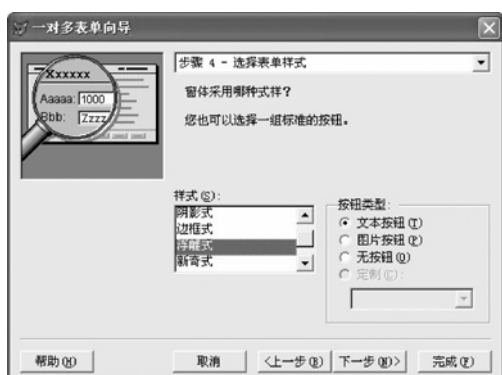 一对多表单向导
步骤 4 - 选择表单样式
Xxxxxx
Aaaaa: 1000
Bbb: Zzzz
窗体采用哪种式样?
您也可以选择一组标准的按钮。
样式(S):
阴影式
边框式
浮雕式
新奇式
按钮类型:
文本按钮(T)
图片按钮(P)
无按钮(O)
定制(C):
帮助(H)
取消
<上一步(B)
下一步(N)>
完成(F)